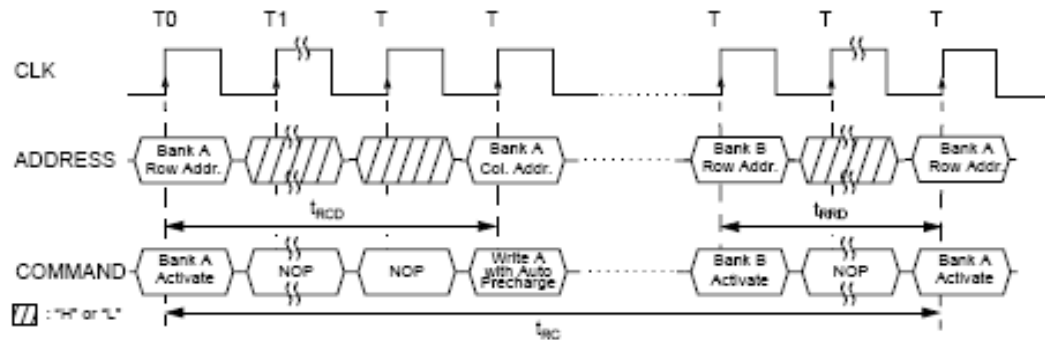 T0 T1 T T T T T
CLK
ADDRESS
Bank A
Row Addr.
Bank A
Col. Addr.
Bank B
Row Addr.
Bank A
Row Addr.
tRCD
tRRD
COMMAND
Bank A
Activate
NOP
NOP
Write A
with Auto
Precharge
Bank B
Activate
NOP
Bank A
Activate
: "H" or "L"
tRC